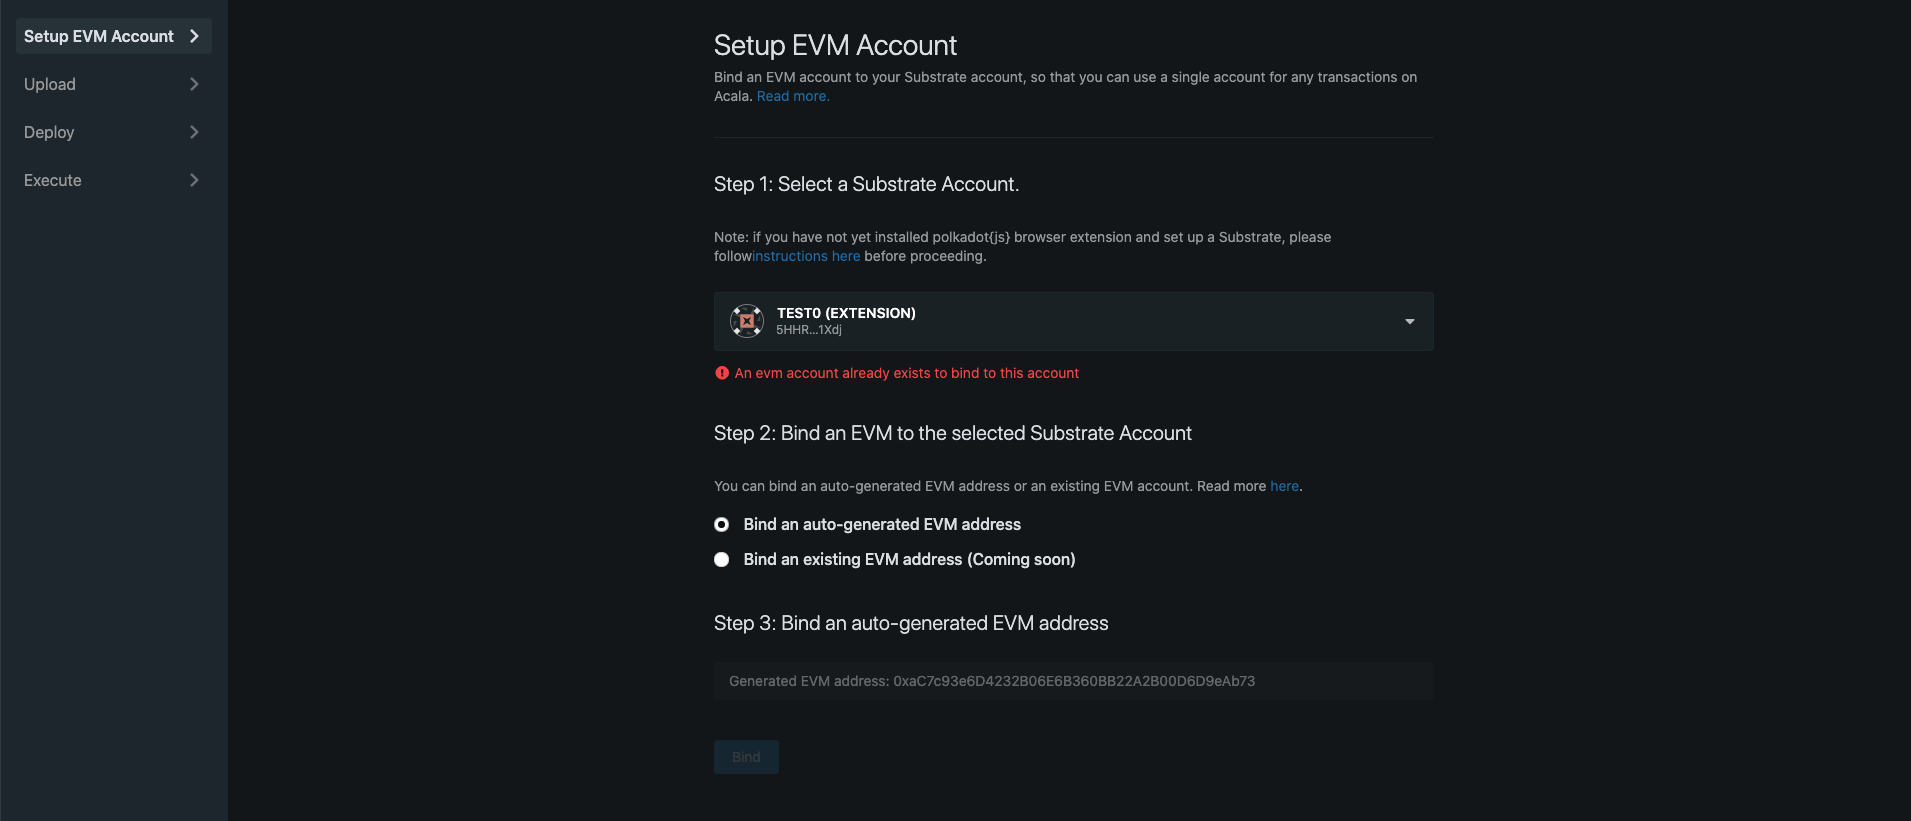 Setup EVM Account
Upload
Deploy
Execute
Setup EVM Account
Bind an EVM account to your Substrate account, so that you can use a single account for any transactions on
Acala. Read more.
Step 1: Select a Substrate Account.
Note: if you have not yet installed polkadot{js} browser extension and set up a Substrate, please
followinstructions here before proceeding.
TEST0 (EXTENSION)
5HHR...1Xdj
An evm account already exists to bind to this account
Step 2: Bind an EVM to the selected Substrate Account
You can bind an auto-generated EVM address or an existing EVM account. Read more here.
Bind an auto-generated EVM address
Bind an existing EVM address (Coming soon)
Step 3: Bind an auto-generated EVM address
Generated EVM address: 0xaC7c93e6D4232B06E6B360BB22A2B00D6D9eAb73
Bind